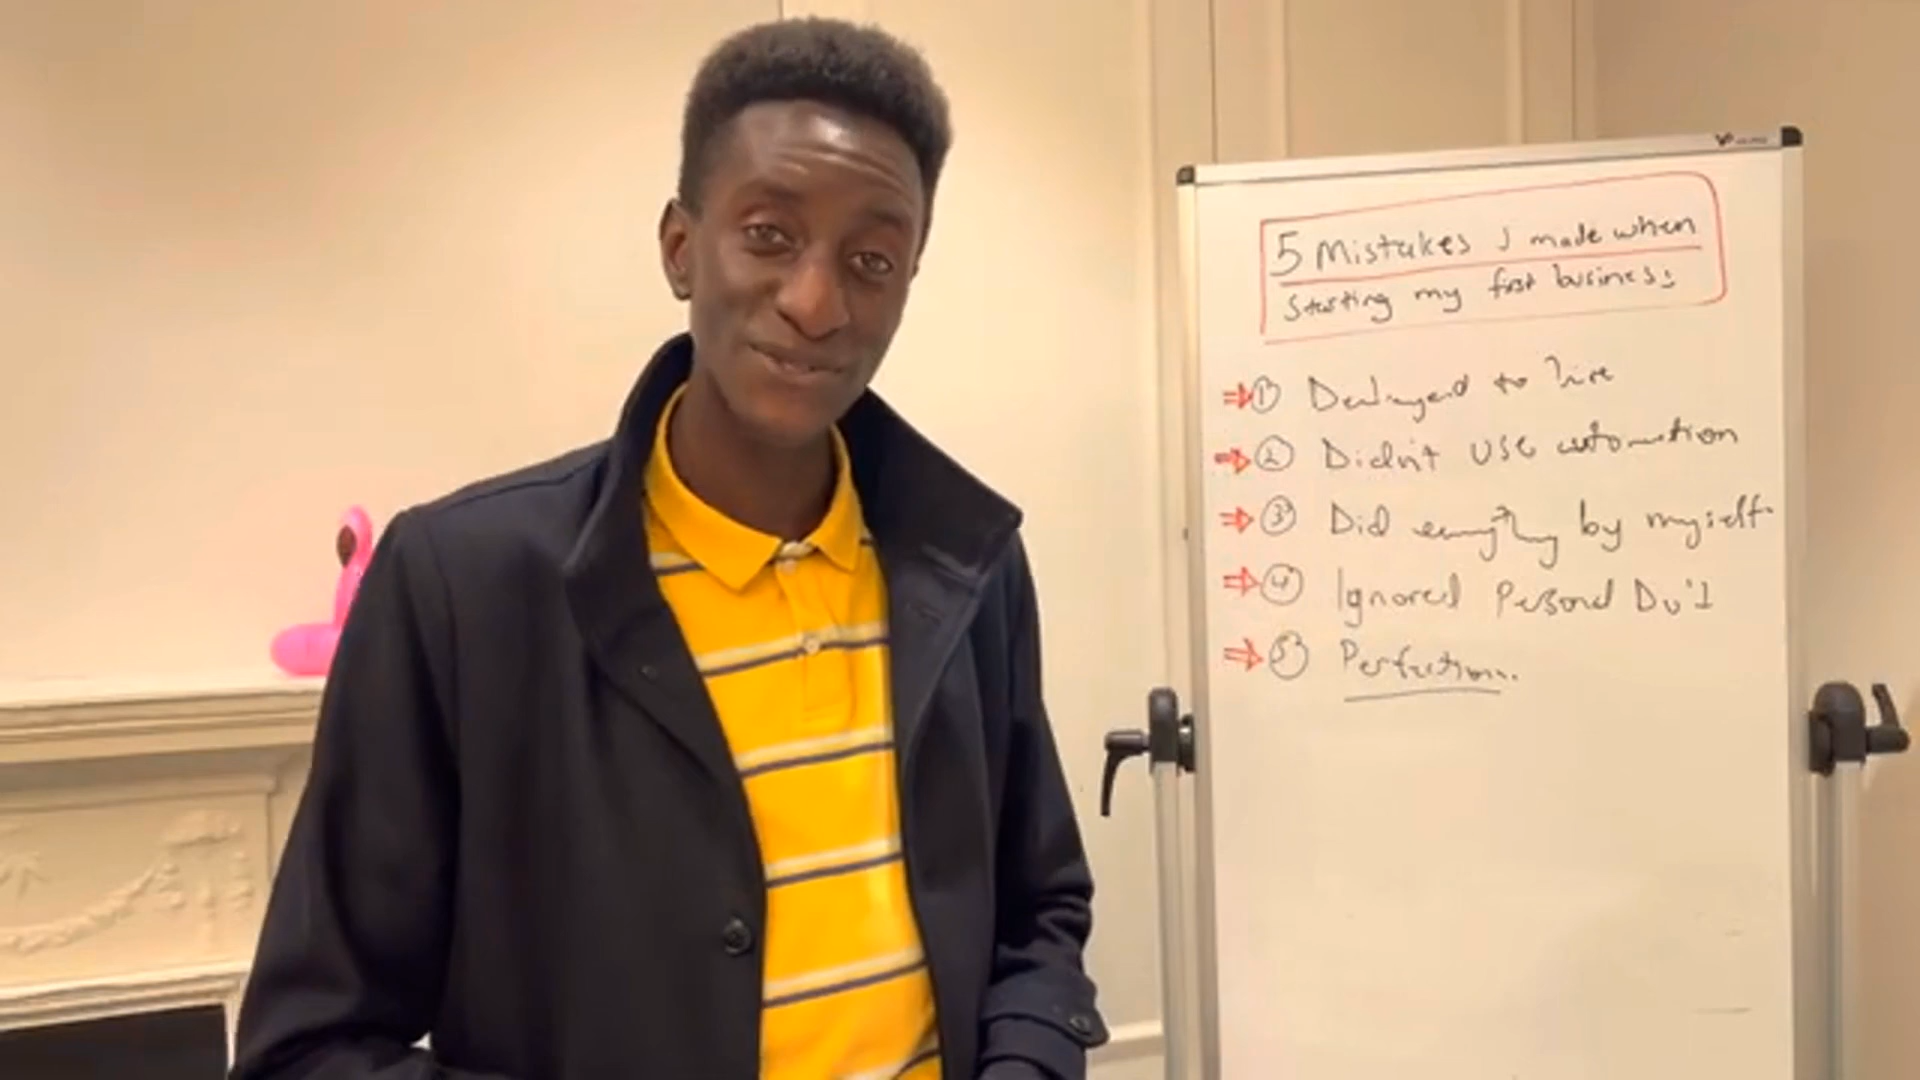 5 Mistakes I made when
Starting my first business:
① Delayed to hire
② Didn't use automation
③ Did everything by myself.
④ Ignored Personal Dv't
⑤ Perfection.